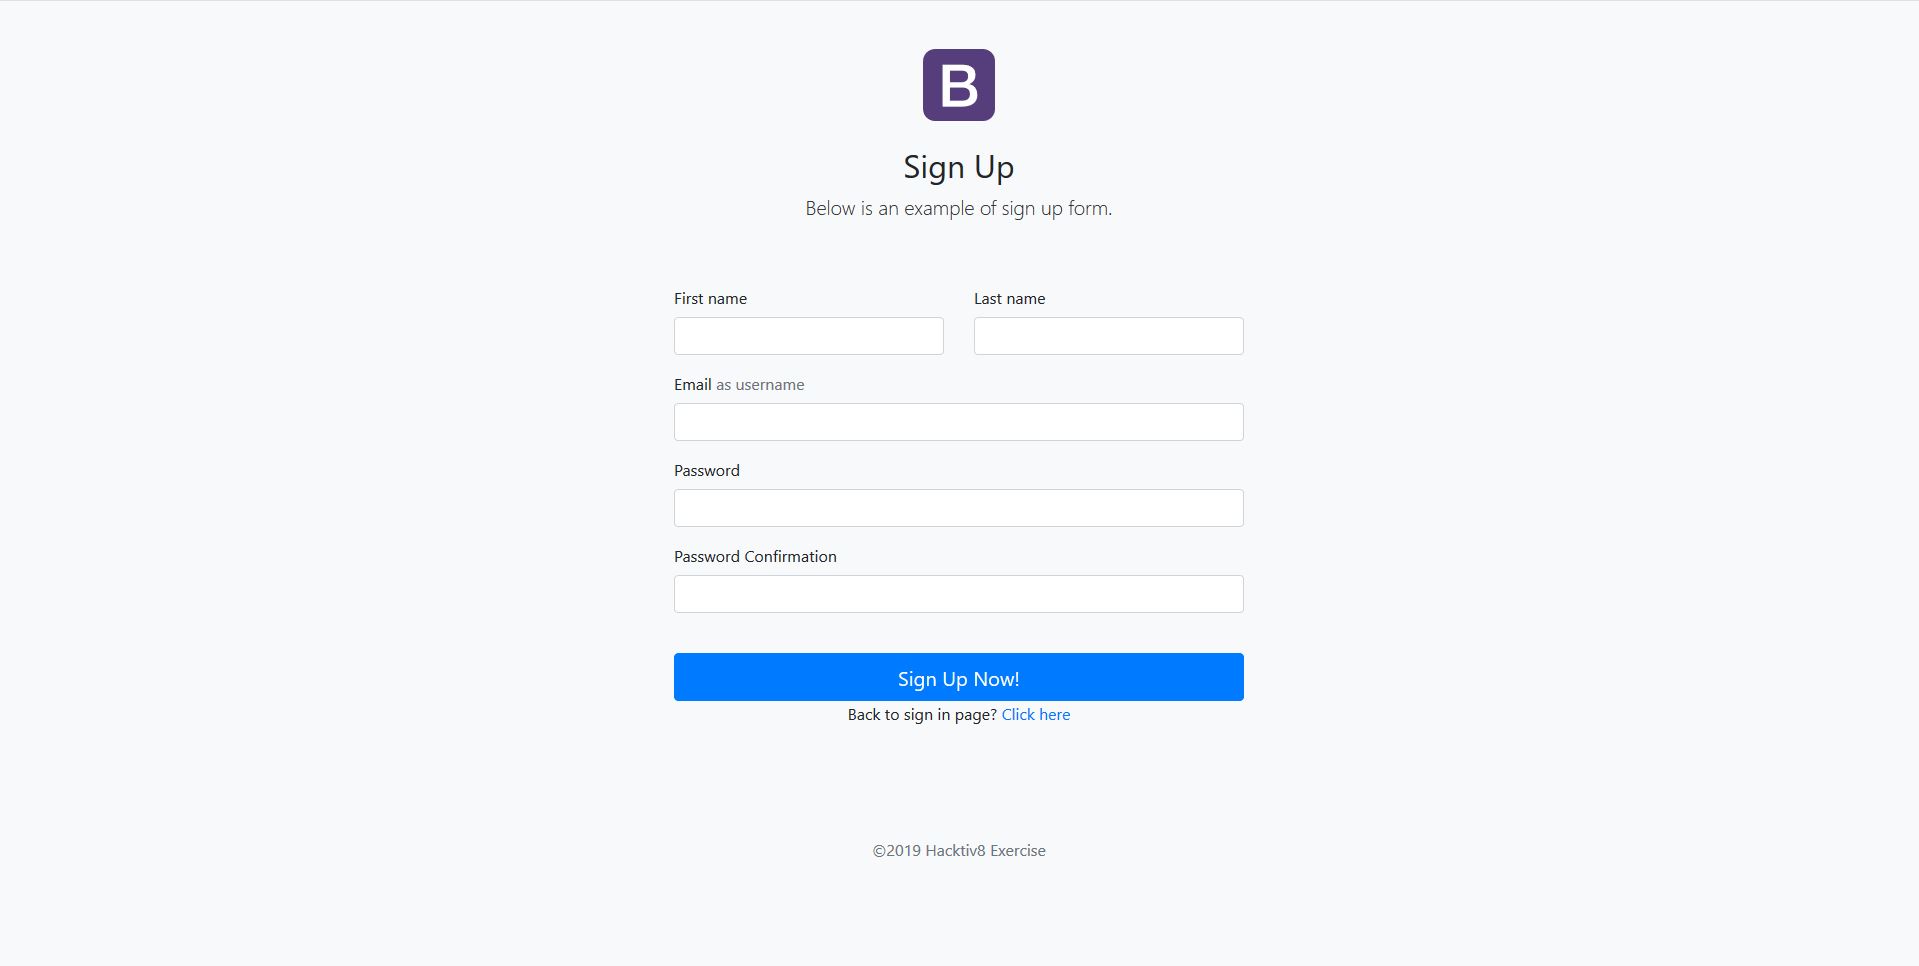 B
Sign Up
Below is an example of sign up form.
First name
Last name
Email as username
Password
Password Confirmation
Sign Up Now!
Back to sign in page? Click here
©2019 Hacktiv8 Exercise